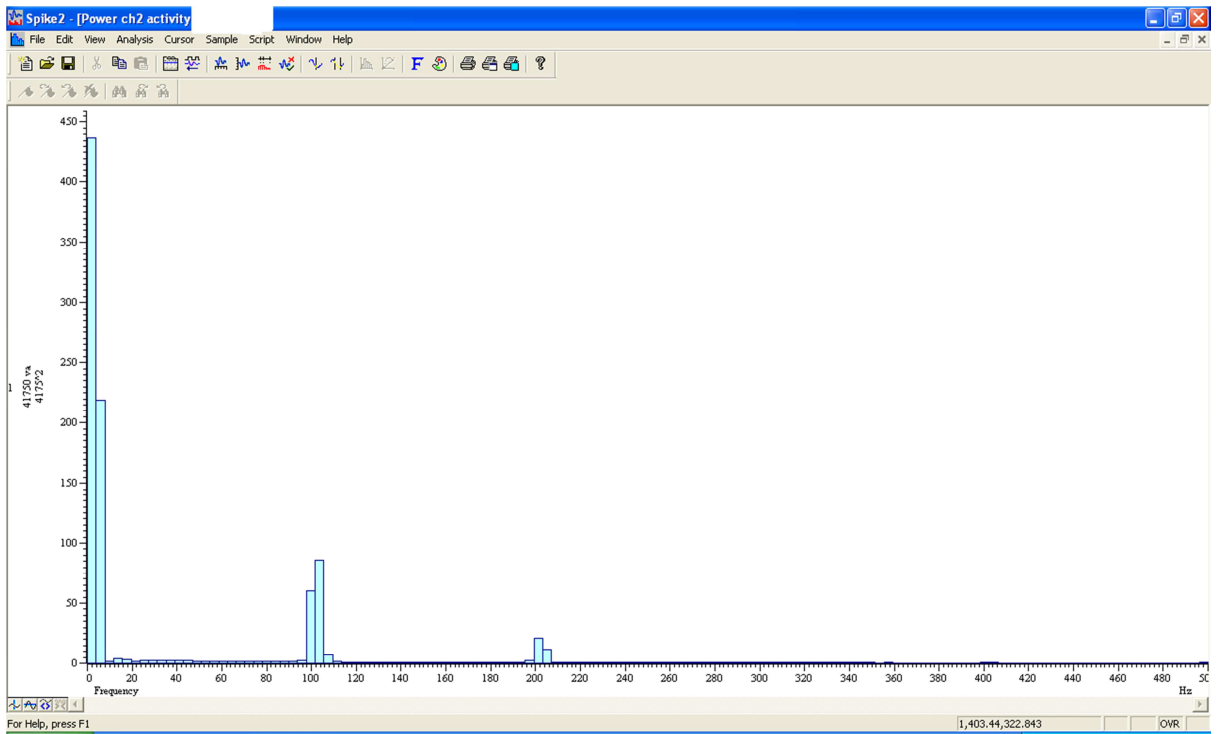 Spike2 - [Power ch2 activity
File Edit View Analysis Cursor Sample Script Window Help
F
?
450
400
350
300
250
200
150
100
50
0
1
41750 va
4175^2
0 20 40 60 80 100 120 140 160 180 200 220 240 260 280 300 320 340 360 380 400 420 440 460 480 50
Frequency
Hz
For Help, press F1
1,403.44,322.843
OVR